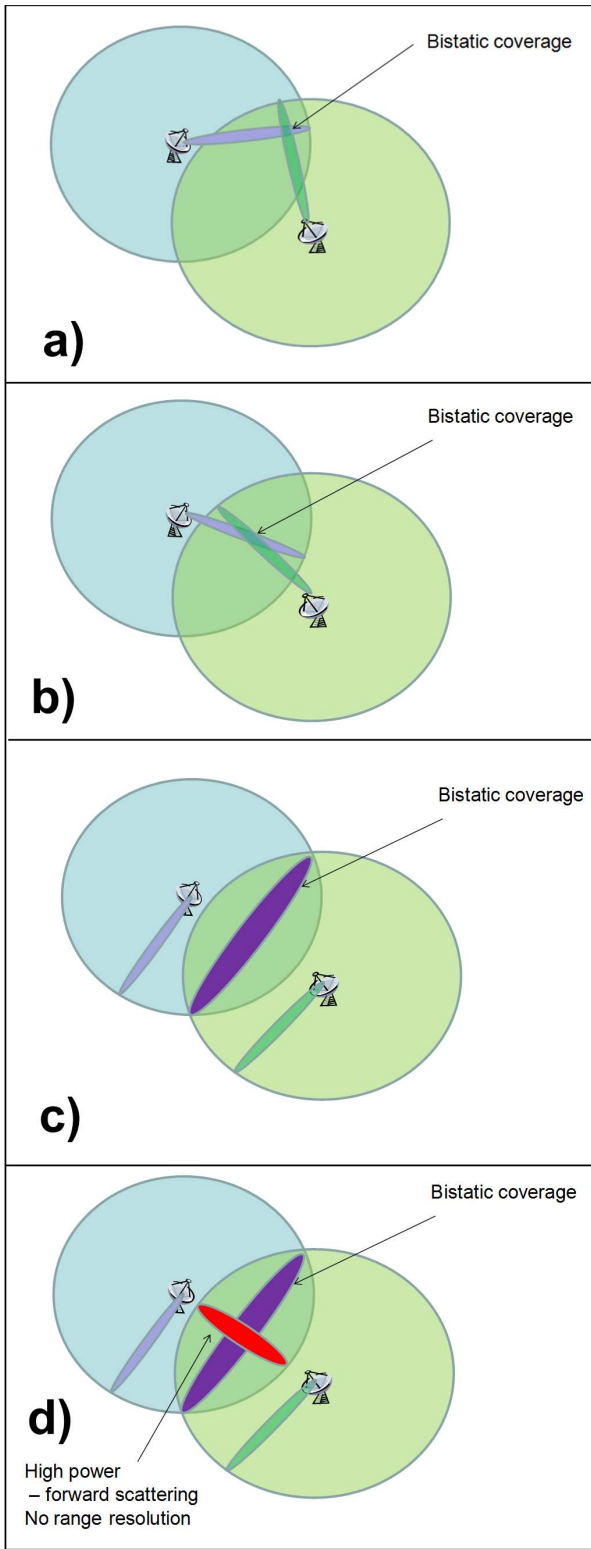 Bistatic coverage
a)
Bistatic coverage
b)
Bistatic coverage
c)
Bistatic coverage
d)
High power
– forward scattering
No range resolution